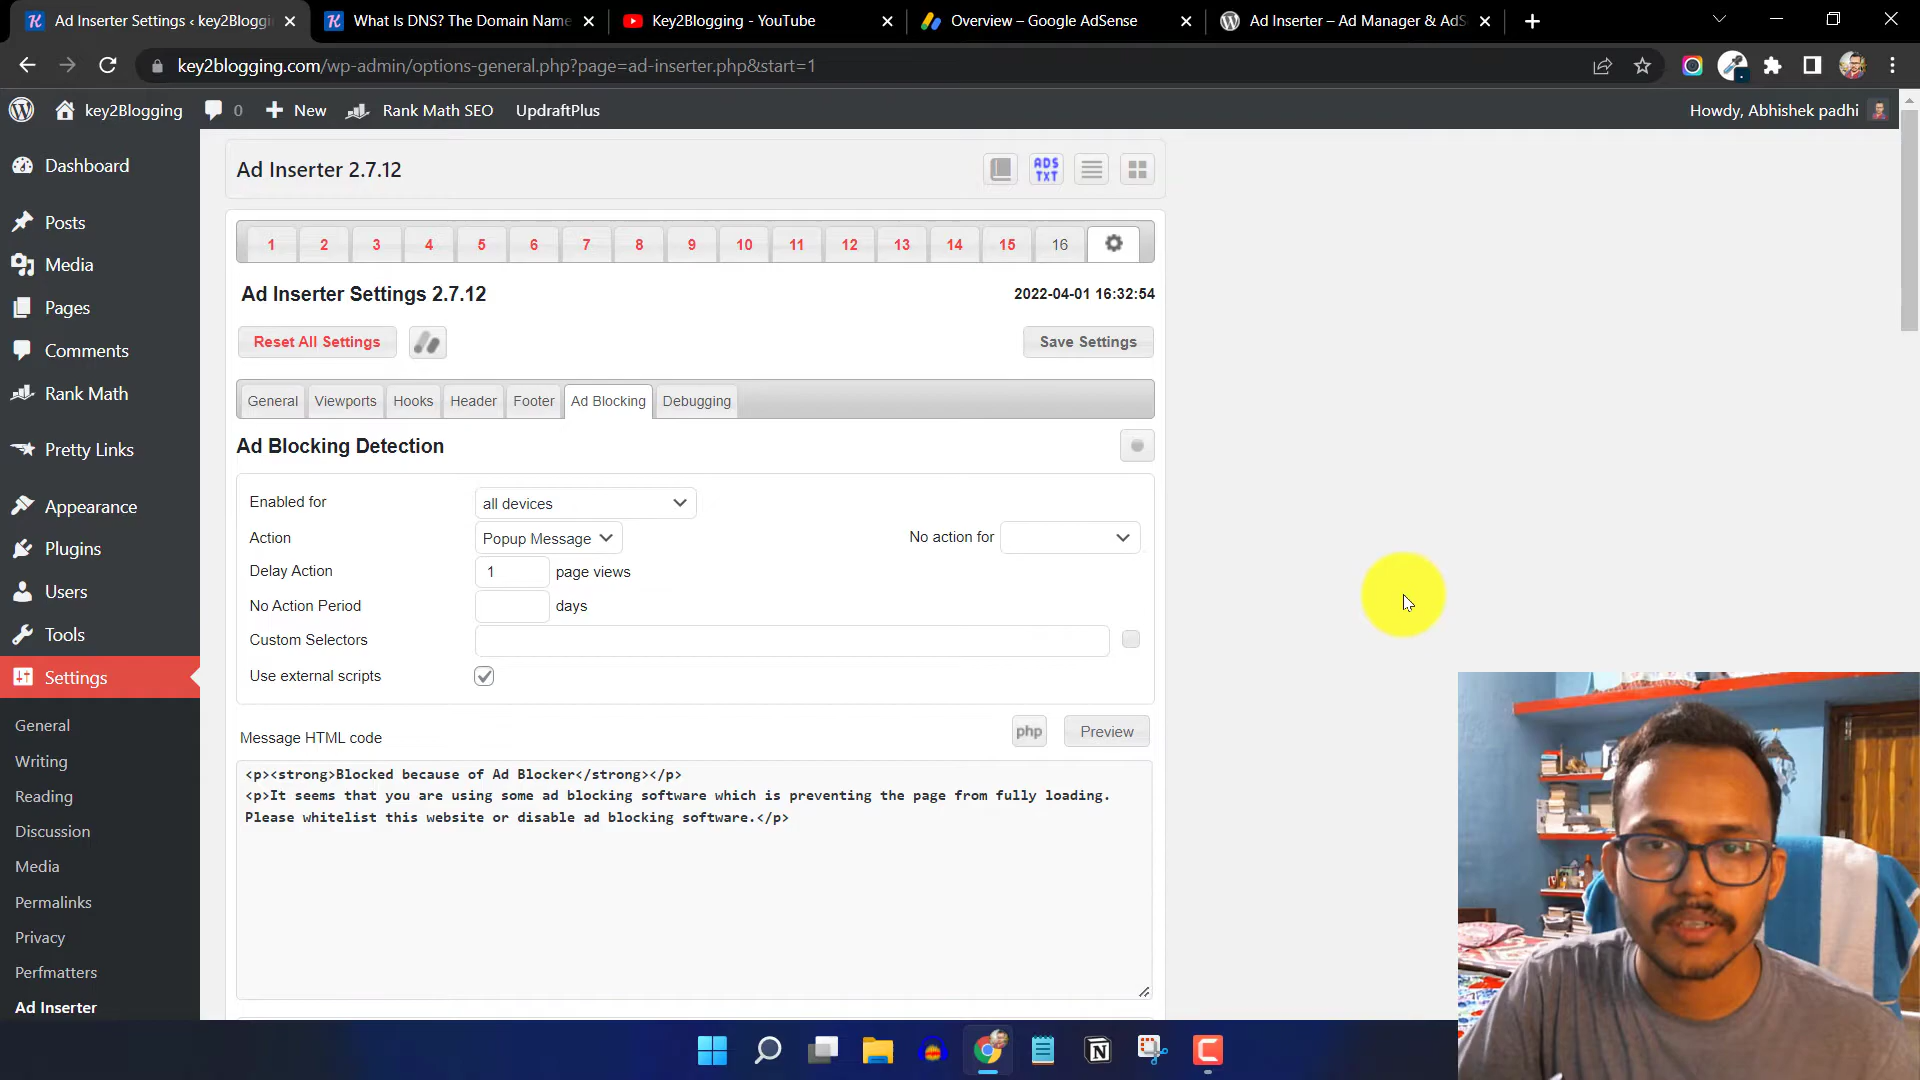 Ad Inserter Settings ‹ key2Bloggin
What Is DNS? The Domain Name
Key2Blogging - YouTube
Overview – Google AdSense
Ad Inserter – Ad Manager & AdS
key2blogging.com/wp-admin/options-general.php?page=ad-inserter.php&start=1
key2Blogging
0
New
Rank Math SEO
UpdraftPlus
Howdy, Abhishek padhi
Dashboard
Posts
Media
Pages
Comments
Rank Math
Pretty Links
Appearance
Plugins
Users
Tools
Settings
General
Writing
Reading
Discussion
Media
Permalinks
Privacy
Perfmatters
Ad Inserter
Ad Inserter 2.7.12
ADS
TXT
1 2 3 4 5 6 7 8 9 10 11 12 13 14 15 16
Ad Inserter Settings 2.7.12
2022-04-01 16:32:54
Reset All Settings
Save Settings
General Viewports Hooks Header Footer Ad Blocking Debugging
Ad Blocking Detection
Enabled for all devices
Action Popup Message No action for
Delay Action 1 page views
No Action Period days
Custom Selectors
Use external scripts
Message HTML code php Preview
<p><strong>Blocked because of Ad Blocker</strong></p>
<p>It seems that you are using some ad blocking software which is preventing the page from fully loading.
Please whitelist this website or disable ad blocking software.</p>